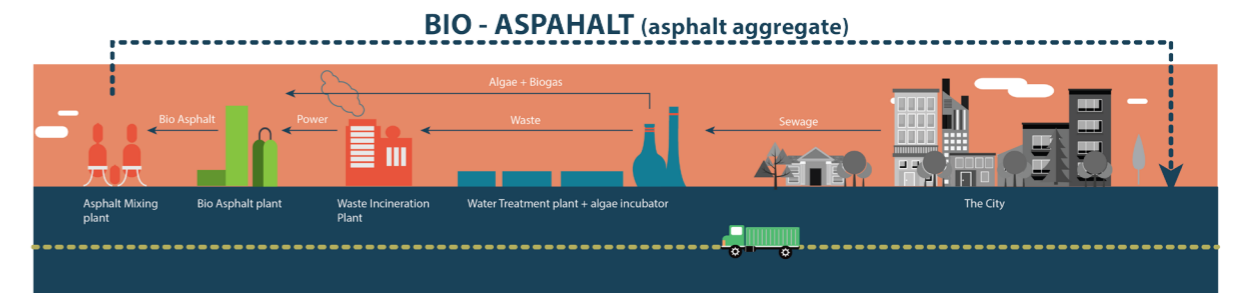 BIO - ASPAHALT (asphalt aggregate)
Algae + Biogas
Bio Asphalt
Power
Waste
Sewage
Asphalt Mixing
plant
Bio Asphalt plant
Waste Incineration
Plant
Water Treatment plant + algae incubator
The City